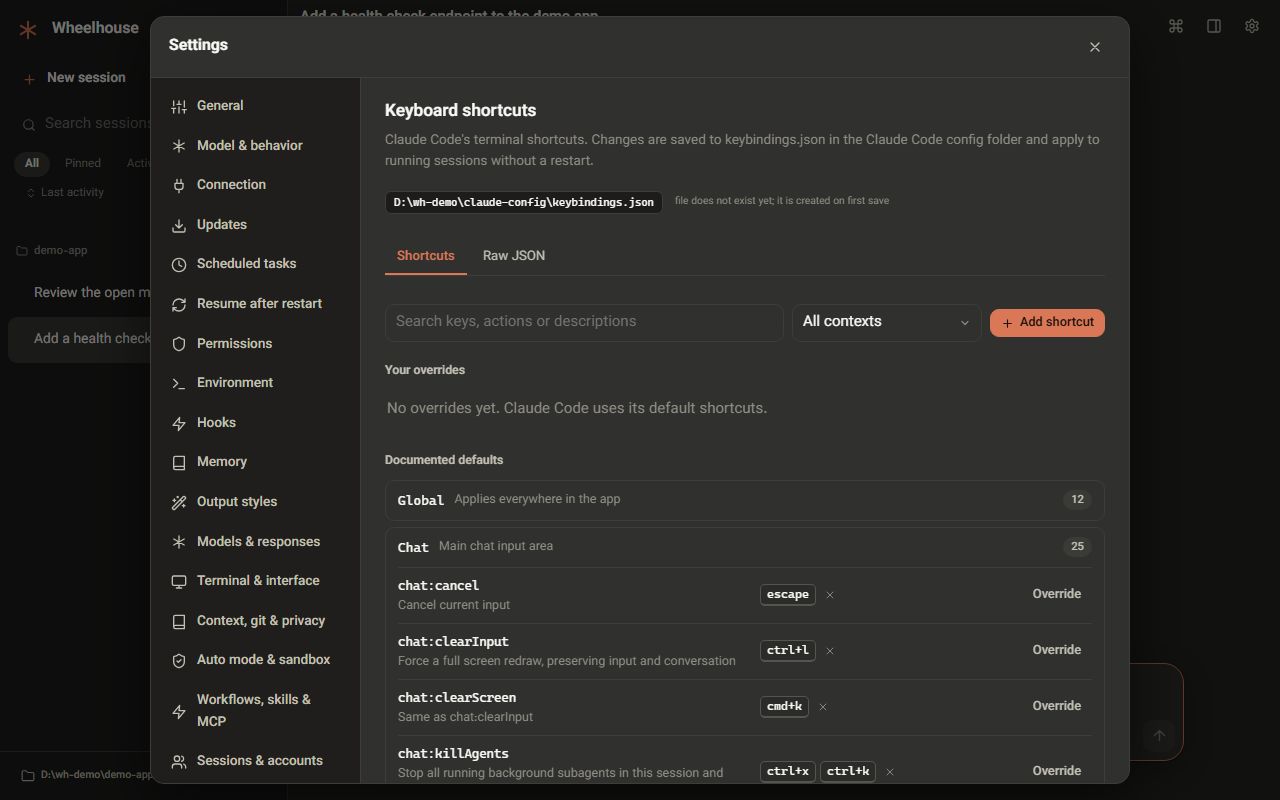 Wheelhouse
New session
Search sessions
All Pinned
Last activity
demo-app
Review the open m
Add a health check
D:\wh-demo\demo-app
Add a health check endpoint to the demo app
Settings
General
Model & behavior
Connection
Updates
Scheduled tasks
Resume after restart
Permissions
Environment
Hooks
Memory
Output styles
Models & responses
Terminal & interface
Context, git & privacy
Auto mode & sandbox
Workflows, skills &
MCP
Sessions & accounts
Keyboard shortcuts
Claude Code's terminal shortcuts. Changes are saved to keybindings.json in the Claude Code config folder and apply to
running sessions without a restart.
D:\wh-demo\claude-config\keybindings.json file does not exist yet; it is created on first save
Shortcuts Raw JSON
Search keys, actions or descriptions All contexts + Add shortcut
Your overrides
No overrides yet. Claude Code uses its default shortcuts.
Documented defaults
Global Applies everywhere in the app 12
Chat Main chat input area 25
chat:cancel
Cancel current input
escape × Override
chat:clearInput
Force a full screen redraw, preserving input and conversation
ctrl+l × Override
chat:clearScreen
Same as chat:clearInput
cmd+k × Override
chat:killAgents
Stop all running background subagents in this session and
ctrl+x ctrl+k × Override